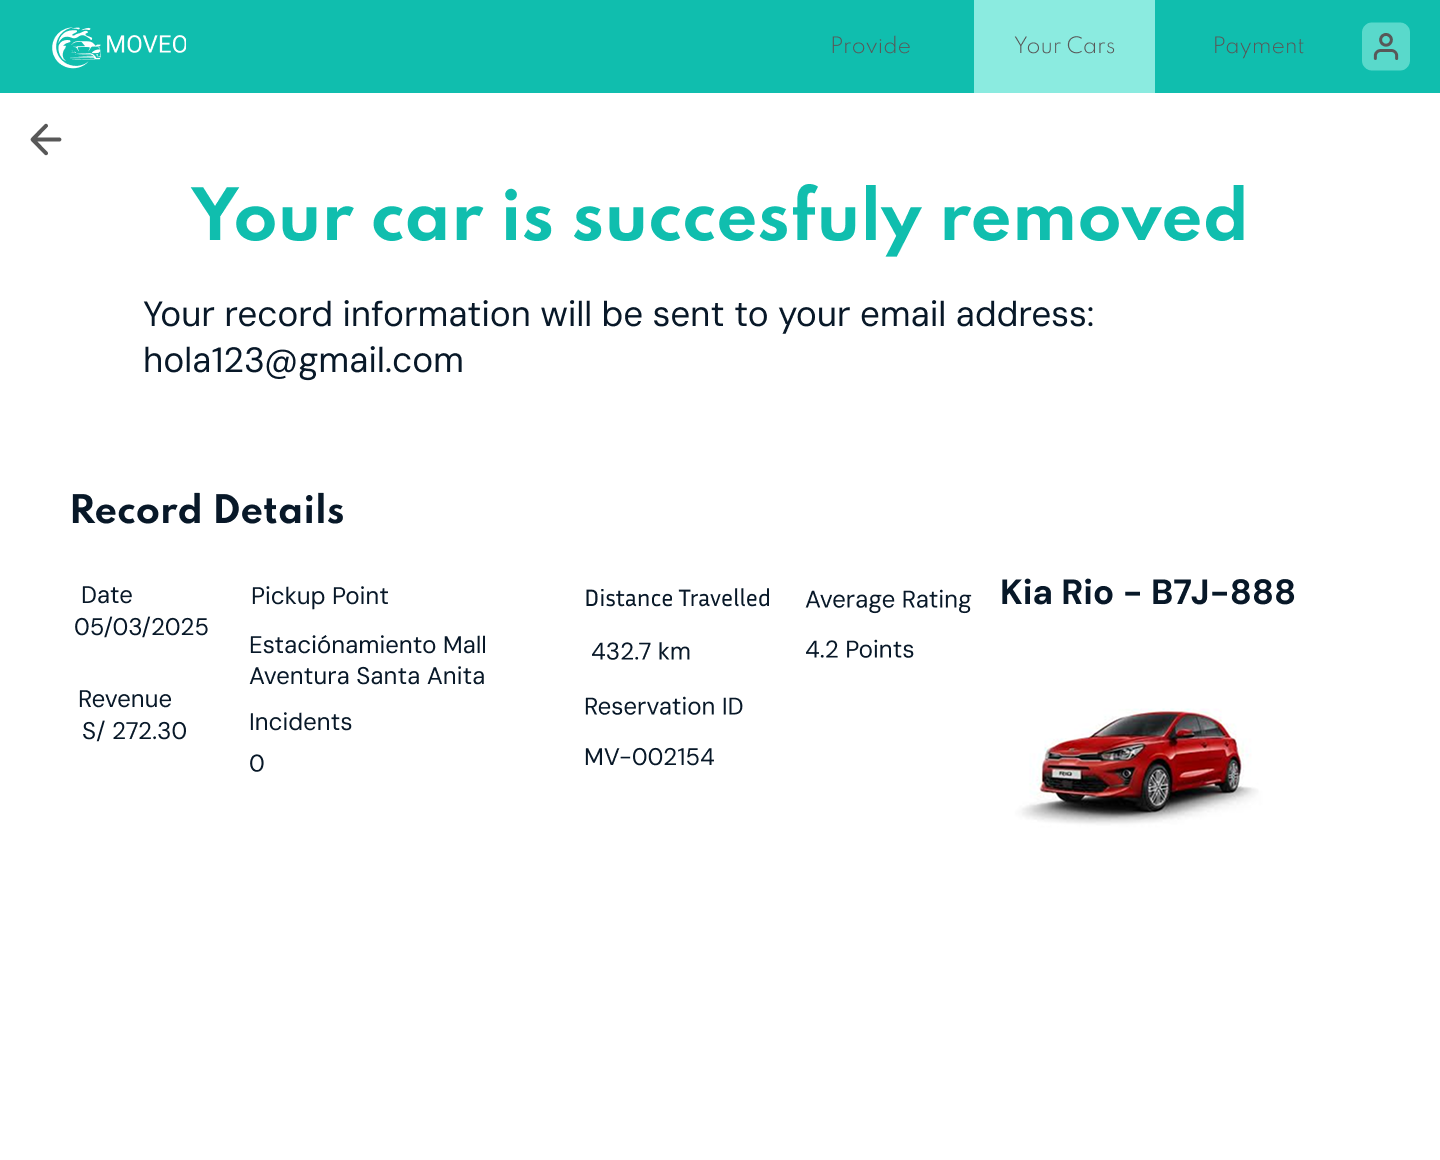 MOVEO
Provide
Your Cars
Payment
Your car is succesfuly removed
Your record information will be sent to your email address:
hola123@gmail.com
Record Details
Date
05/03/2025
Revenue
S/ 272.30
Pickup Point
Estaciónamiento Mall
Aventura Santa Anita
Incidents
0
Distance Travelled
432.7 km
Reservation ID
MV-002154
Average Rating
4.2 Points
Kia Rio - B7J-888